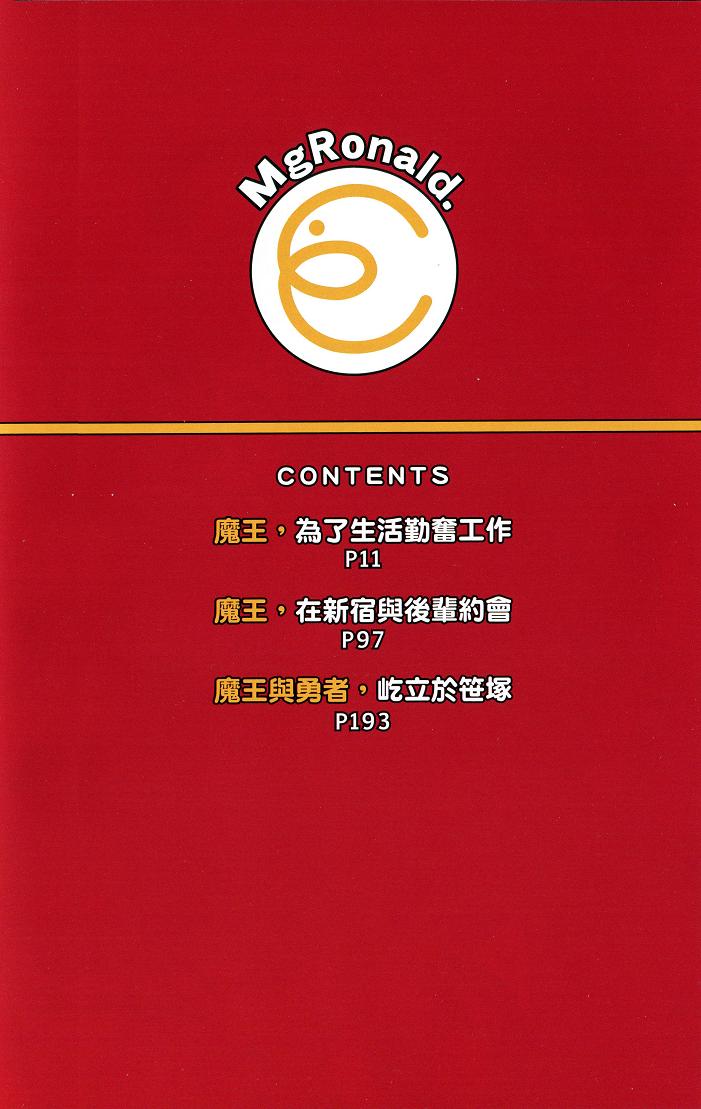 MgRonald.
CONTENTS
魔王，為了生活勤奮工作
P11
魔王，在新宿與後輩約會
P97
魔王與勇者，屹立於笹塚
P193